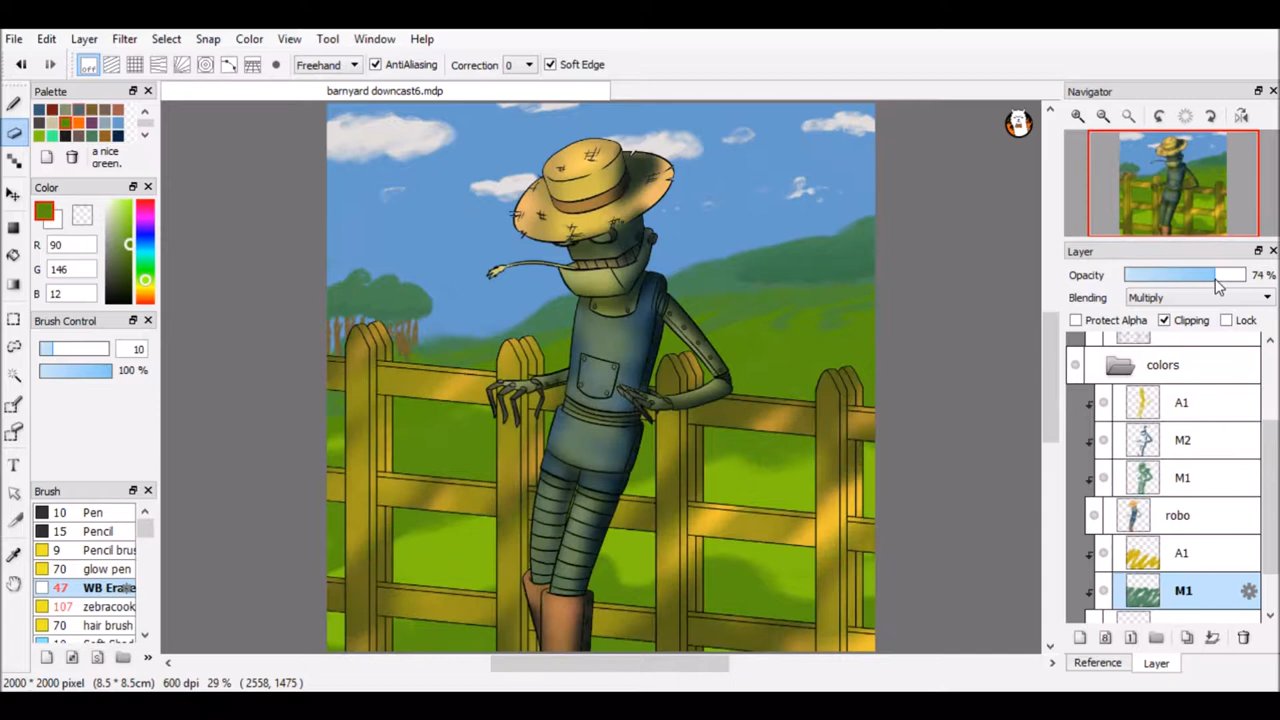 File Edit Layer Filter Select Snap Color View Tool Window Help
off Freehand AntiAliasing Correction 0 Soft Edge
Palette
a nice
green.
Color
R 90
G 146
B 12
Brush Control
10
100 %
Brush
10 Pen
15 Pencil
9 Pencil brus
70 glow pen
47 WB Erase
107 zebracook
70 hair brush
barnyard downcast6.mdp
Navigator
Layer
Opacity 74 %
Blending Multiply
Protect Alpha Clipping Lock
colors
A1
M2
M1
robo
A1
M1
Reference Layer
2000 * 2000 pixel (8.5 * 8.5cm) 600 dpi 29 % ( 2558, 1475 )